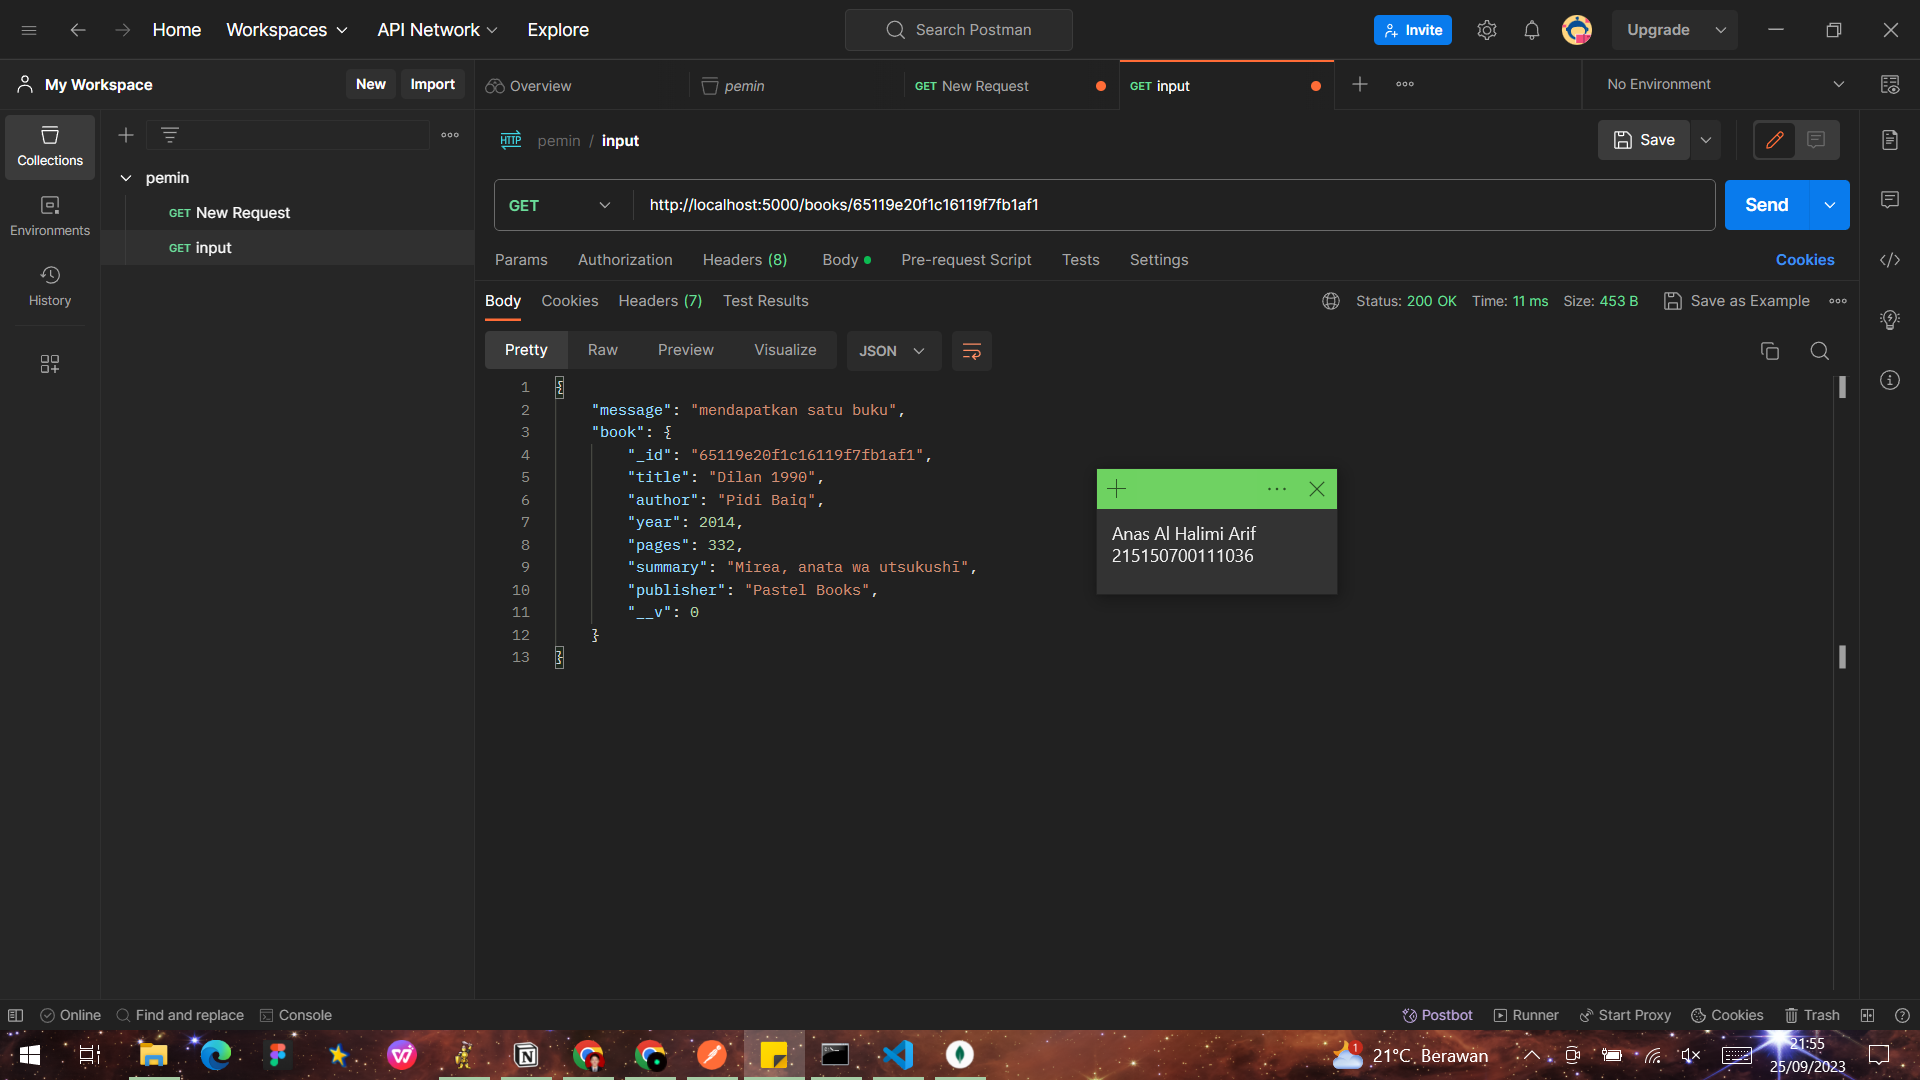 Home Workspaces API Network Explore Search Postman Invite Upgrade
My Workspace New Import Overview pemin GET New Request GET input No Environment
Collections
Environments
History
pemin
GET New Request
GET input
HTTP pemin / input Save
GET http://localhost:5000/books/65119e20f1c16119f7fb1af1 Send
Params Authorization Headers (8) Body Pre-request Script Tests Settings Cookies
Body Cookies Headers (7) Test Results Status: 200 OK Time: 11 ms Size: 453 B Save as Example
Pretty Raw Preview Visualize JSON
1 {
2 "message": "mendapatkan satu buku",
3 "book": {
4 "_id": "65119e20f1c16119f7fb1af1",
5 "title": "Dilan 1990",
6 "author": "Pidi Baiq",
7 "year": 2014,
8 "pages": 332,
9 "summary": "Mirea, anata wa utsukushī",
10 "publisher": "Pastel Books",
11 "__v": 0
12 }
13 }
Anas Al Halimi Arif
215150700111036
Online Find and replace Console Postbot Runner Start Proxy Cookies Trash
1 21°C Berawan 21:55
25/09/2023